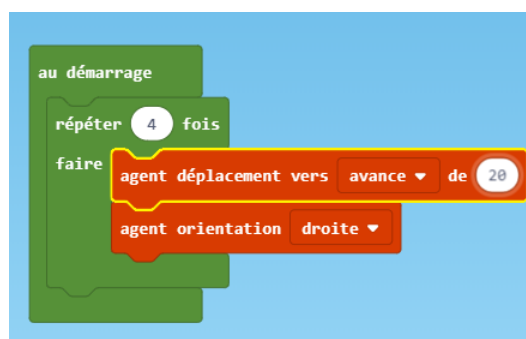 au démarrage
répéter 4 fois
faire
agent déplacement vers avance de 20
agent orientation droite